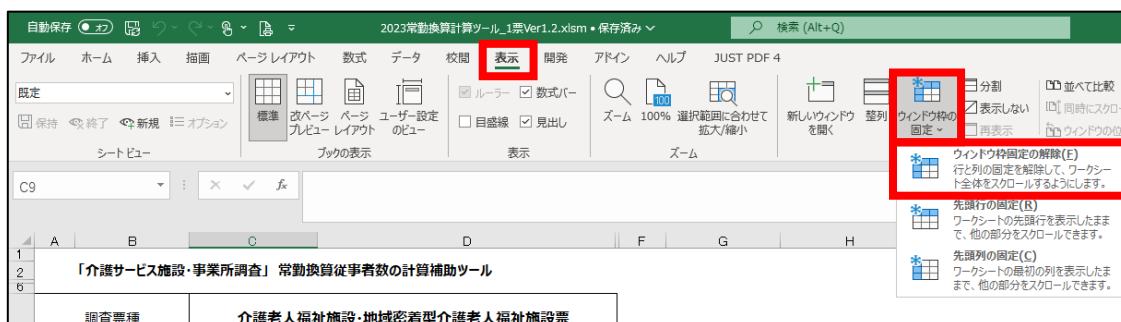 自動保存 オフ 2023常勤換算計算ツール_1票Ver1.2.xlsm • 保存済み 検索 (Alt+Q)
ファイル ホーム 挿入 描画 ページ レイアウト 数式 データ 校閲 表示 開発 アドイン ヘルプ JUST PDF 4
既定
保持 終了 新規 オプション
シート ビュー
標準 改ページ プレビュー ページ レイアウト ユーザー設定のビュー
ブックの表示
ルーラー 数式バー
目盛線 見出し
表示
ズーム 100% 選択範囲に合わせて拡大/縮小
ズーム
新しいウィンドウを開く 整列 ウィンドウ枠の固定
分割
表示しない
再表示
並べて比較
同時にスクロー
ウィンドウの位
ウィンドウ枠固定の解除(F)
行と列の固定を解除して、ワークシー
ト全体をスクロールするようにします。
先頭行の固定(R)
ワークシートの先頭行を表示したまま
で、他の部分をスクロールできます。
先頭列の固定(C)
ワークシートの最初の列を表示したま
まで、他の部分をスクロールできます。
C9 fx
A B C D F G H
1
2 「介護サービス施設・事業所調査」 常勤換算従事者数の計算補助ツール
6
調査票種 介護老人福祉施設・地域密着型介護老人福祉施設票